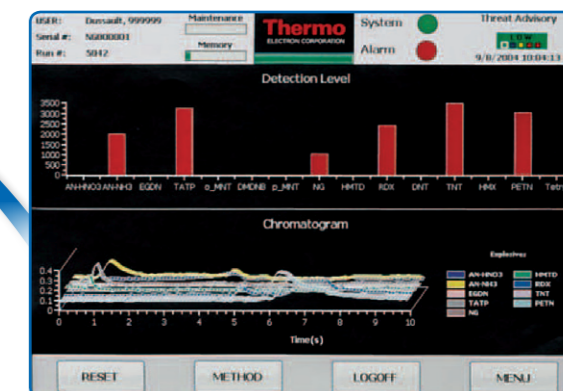 USER: Dussault, 999999
Serial #: NG000001
Run #: 5042
Maintenance
Memory
Thermo
ELECTRON CORPORATION
System
Alarm
Threat Advisory
LOW
9/8/2004 10:04:13
Detection Level
3500
3000
2500
2000
1500
1000
500
0
AN-HNO3 AN-NH3 EGDN TATP o_MNT DMDNB p_MNT NG HMTD RDX DNT TNT HMX PETN Tetr
Chromatogram
0.4
0.3
0.2
0.1
0
0 1 2 3 4 5 6 7 8 9 10
Time(s)
Explosives
AN-HNO3 HMTD
AN-NH3 RDX
EGDN TNT
TATP PETN
NG
RESET METHOD LOGOFF MENU